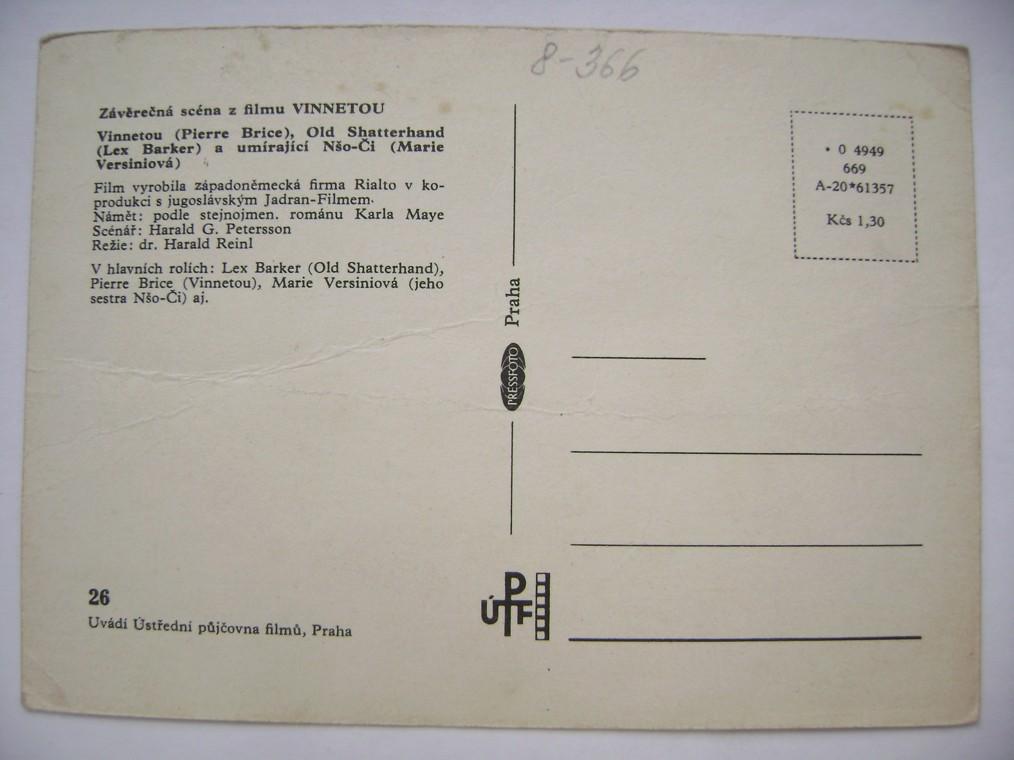 8-366
Závěrečná scéna z filmu VINNETOU
Vinnetou (Pierre Brice), Old Shatterhand
(Lex Barker) a umírající Nšo-Či (Marie
Versiniová)
Film vyrobila západoněmecká firma Rialto v ko-
produkci s jugoslávským Jadran-Filmem.
Námět: podle stejnojmen. románu Karla Maye
Scénář: Harald G. Petersson
Režie: dr. Harald Reinl
V hlavních rolích: Lex Barker (Old Shatterhand),
Pierre Brice (Vinnetou), Marie Versiniová (jeho
sestra Nšo-Či) aj.
26
Uvádí Ústřední půjčovna filmů, Praha
PRESSFOTO Praha
ÚPF
• 0 4949
669
A-20*61357
Kčs 1,30